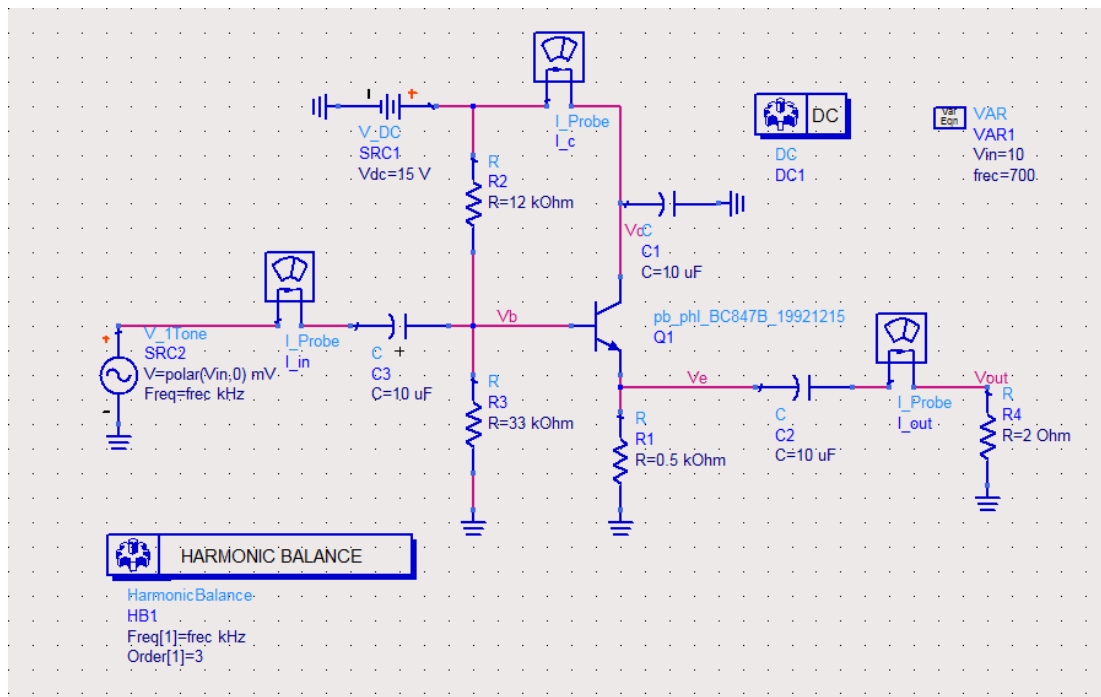 I_Probe
I_c
V_DC
SRC1
Vdc=15 V
DC
DC
DC1
Var
Eqn
VAR
VAR1
Vin=10
frec=700
R
R2
R=12 kOhm
Vc
C
C1
C=10 uF
V_1Tone
SRC2
V=polar(Vin,0) mV
Freq=frec kHz
I_Probe
I_in
C
C3
C=10 uF
Vb
pb_phl_BC847B_19921215
Q1
R
R3
R=33 kOhm
Ve
R
R1
R=0.5 kOhm
C
C2
C=10 uF
I_Probe
I_out
Vout
R
R4
R=2 Ohm
HARMONIC BALANCE
HarmonicBalance
HB1
Freq[1]=frec kHz
Order[1]=3